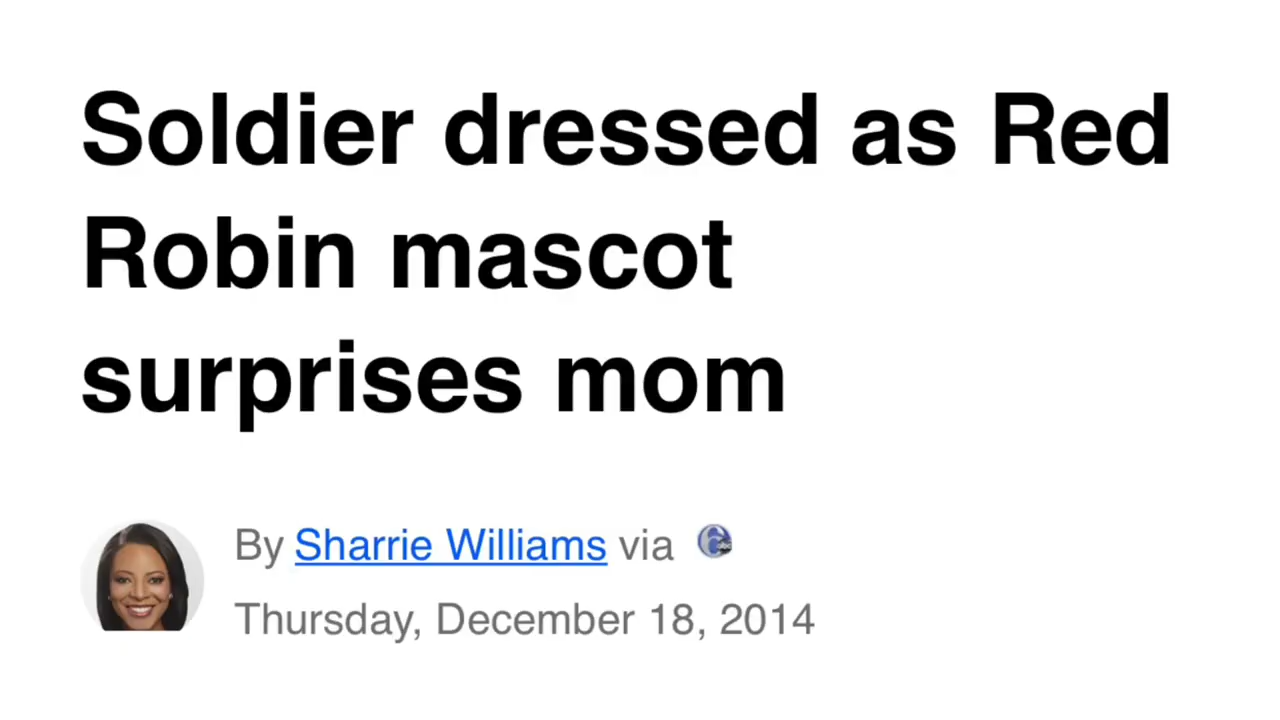 Soldier dressed as Red
Robin mascot
surprises mom
By Sharrie Williams via
Thursday, December 18, 2014